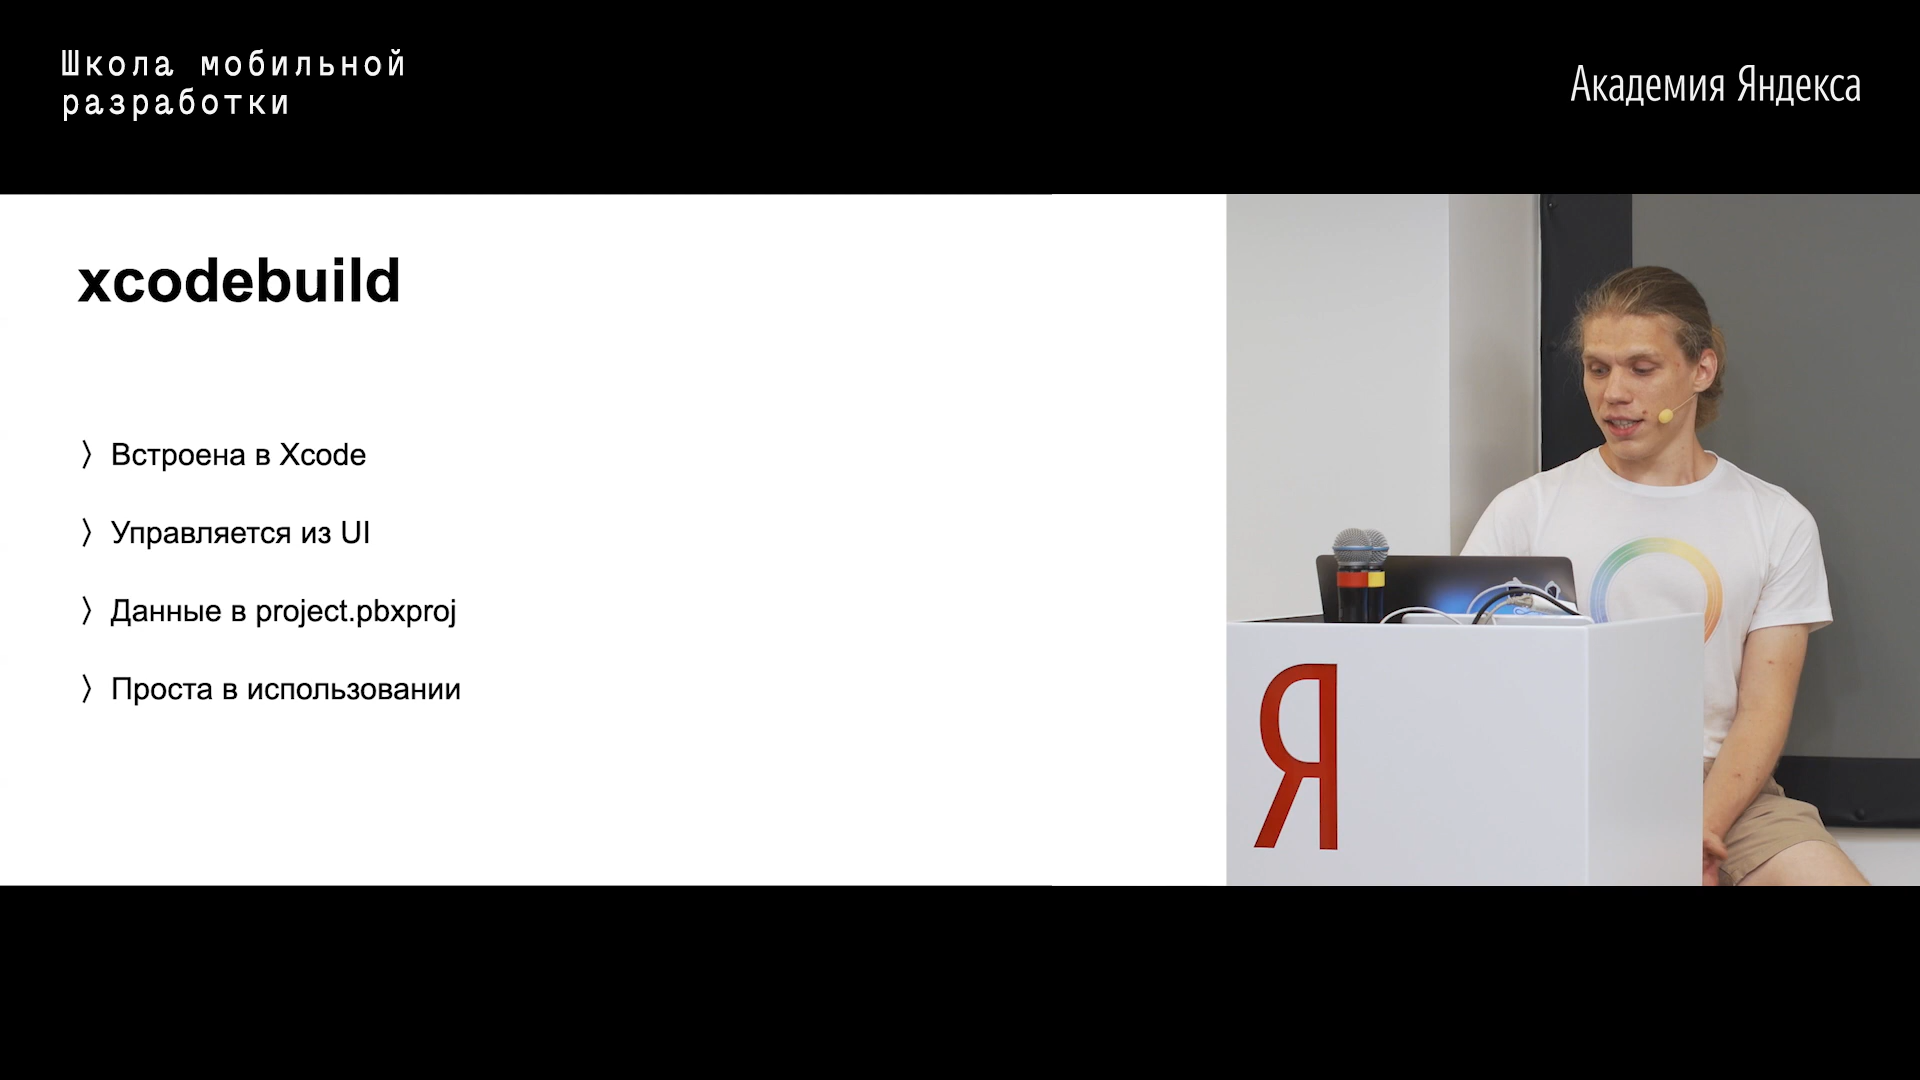 Школа мобильной
разработки
Академия Яндекса
xcodebuild
〉 Встроена в Xcode
〉 Управляется из UI
〉 Данные в project.pbxproj
〉 Проста в использовании
Я